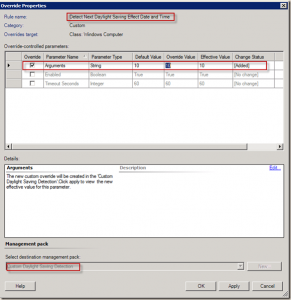 Override Properties
Rule name: Detect Next Daylight Saving Effect Date and Time
Category: Custom
Overrides target: Class: Windows Computer
Override-controlled parameters:
Override Parameter Name Parameter Type Default Value Override Value Effective Value Change Status
Arguments String 10 10 10 [Added]
Enabled Boolean True True True [No change]
Timeout Seconds Integer 60 60 60 [No change]
Details
Arguments Description Edit...
The new custom override will be created in the 'Custom
Daylight Saving Detection'. Click apply to view the new
effective value for this parameter.
Management pack
Select destination management pack:
Custom Daylight Saving Detection New...
Help OK Apply Cancel